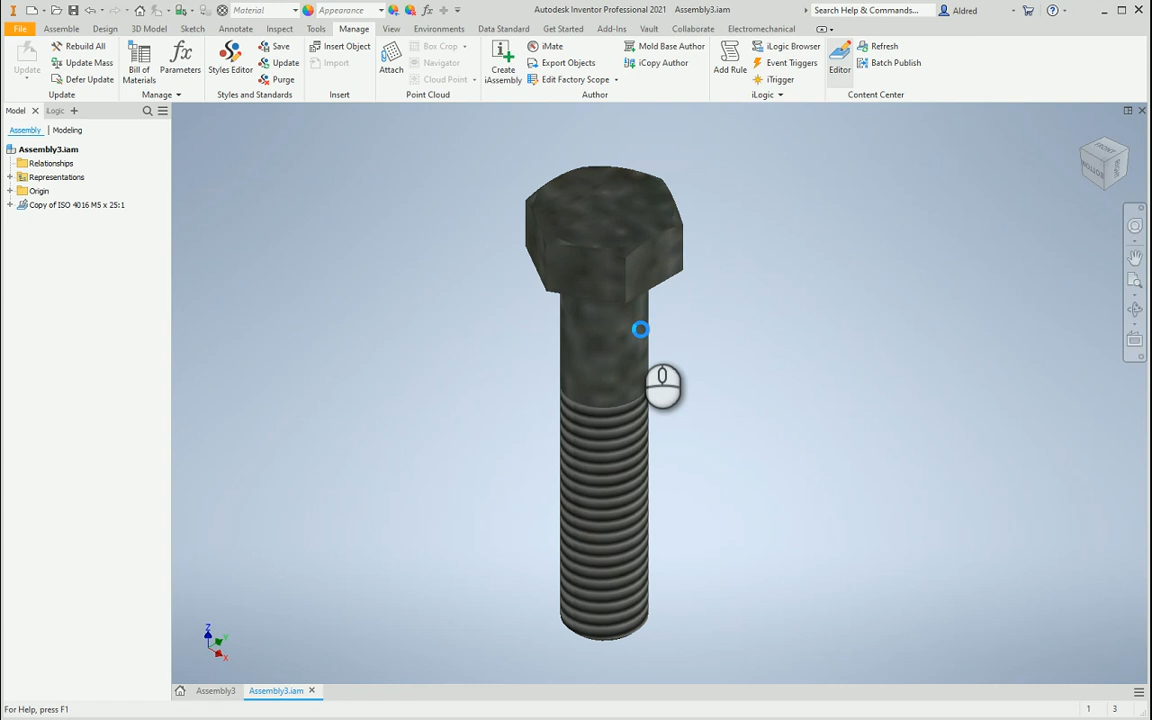 Material
Appearance
Autodesk Inventor Professional 2021 Assembly3.iam
Search Help & Commands...
Aldred
File Assemble Design 3D Model Sketch Annotate Inspect Tools Manage View Environments Data Standard Get Started Add-Ins Vault Collaborate Electromechanical
Update
Rebuild All
Update Mass
Defer Update
Update
Bill of
Materials
Parameters
Manage
Styles Editor
Save
Update
Purge
Styles and Standards
Insert Object
Import
Insert
Attach
Box Crop
Navigator
Cloud Point
Point Cloud
Create
iAssembly
iMate
Export Objects
Edit Factory Scope
Mold Base Author
iCopy Author
Author
Add Rule
iLogic Browser
Event Triggers
iTrigger
iLogic
Editor
Refresh
Batch Publish
Content Center
Model
iLogic
Assembly Modeling
Assembly3.iam
Relationships
Representations
Origin
Copy of ISO 4016 M5 x 25:1
FRONT
BOTTOM
RIGHT
Z
Y
X
Assembly3
Assembly3.iam
For Help, press F1
1 3